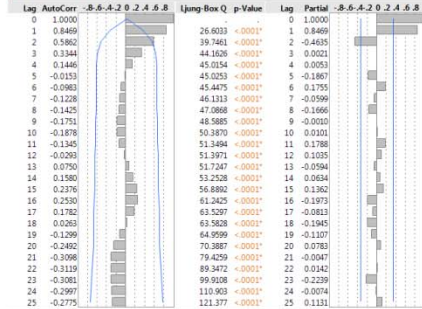 Lag AutoCorr -.8-.6-.4-.2 0 .2 .4 .6 .8 Ljung-Box Q p-Value Lag Partial -.8-.6-.4-.2 0 .2 .4 .6 .8
0 1.0000 . . 0 1.0000
1 0.8469 26.6033 <.0001* 1 0.8469
2 0.5862 39.7461 <.0001* 2 -0.4635
3 0.3344 44.1626 <.0001* 3 0.0021
4 0.1446 45.0154 <.0001* 4 0.0053
5 -0.0153 45.0253 <.0001* 5 -0.1867
6 -0.0983 45.4475 <.0001* 6 0.1755
7 -0.1228 46.1313 <.0001* 7 -0.0599
8 -0.1425 47.0868 <.0001* 8 -0.1666
9 -0.1751 48.5885 <.0001* 9 -0.0010
10 -0.1878 50.3870 <.0001* 10 0.0101
11 -0.1345 51.3494 <.0001* 11 0.1788
12 -0.0293 51.3971 <.0001* 12 0.1035
13 0.0750 51.7247 <.0001* 13 -0.0594
14 0.1580 53.2528 <.0001* 14 0.0634
15 0.2376 56.8892 <.0001* 15 0.1362
16 0.2530 61.2425 <.0001* 16 -0.1973
17 0.1782 63.5297 <.0001* 17 -0.0813
18 0.0263 63.5828 <.0001* 18 -0.1945
19 -0.1299 64.9599 <.0001* 19 -0.1107
20 -0.2492 70.3887 <.0001* 20 0.0783
21 -0.3098 79.4259 <.0001* 21 -0.0047
22 -0.3119 89.3472 <.0001* 22 0.0142
23 -0.3081 99.9108 <.0001* 23 -0.2239
24 -0.2997 110.903 <.0001* 24 -0.0074
25 -0.2775 121.377 <.0001* 25 0.1131